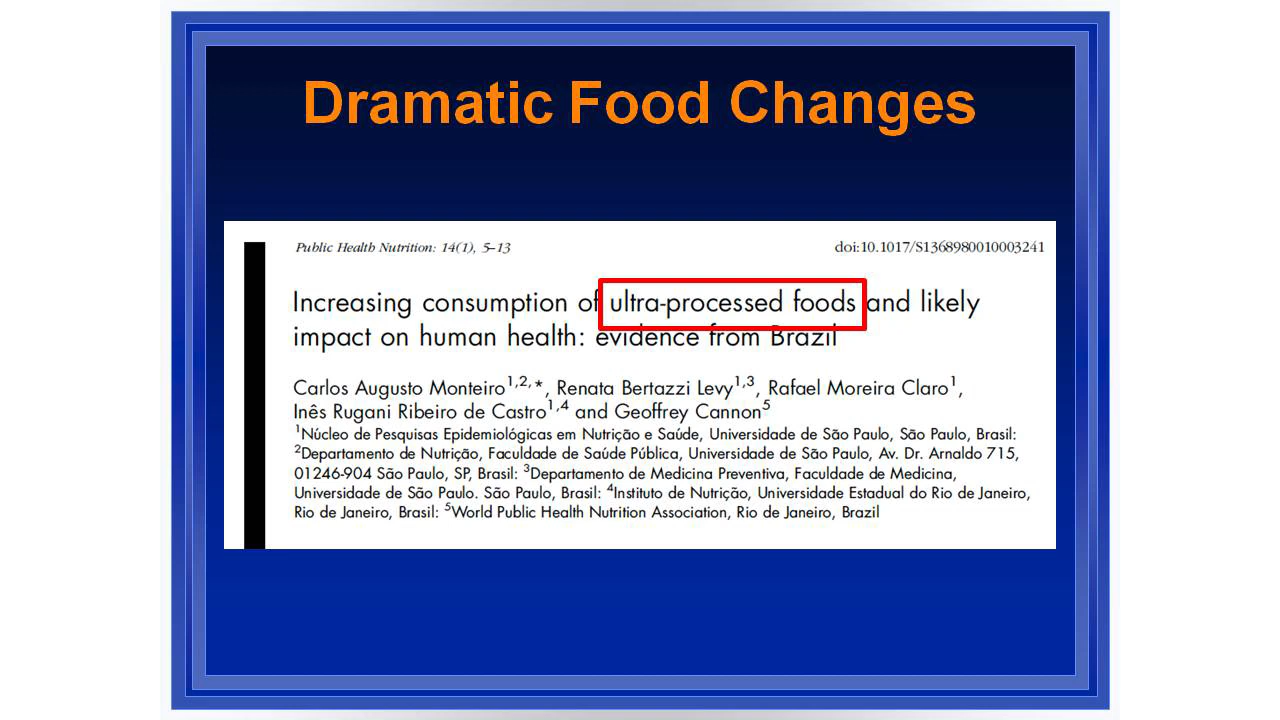 Dramatic Food Changes
Public Health Nutrition: 14(1), 5–13
doi:10.1017/S1368980010003241
Increasing consumption of ultra-processed foods and likely
impact on human health: evidence from Brazil
Carlos Augusto Monteiro1,2,*, Renata Bertazzi Levy1,3, Rafael Moreira Claro1,
Inês Rugani Ribeiro de Castro1,4 and Geoffrey Cannon5
1Núcleo de Pesquisas Epidemiológicas em Nutrição e Saúde, Universidade de São Paulo, São Paulo, Brasil:
2Departamento de Nutrição, Faculdade de Saúde Pública, Universidade de São Paulo, Av. Dr. Arnaldo 715,
01246-904 São Paulo, SP, Brasil: 3Departamento de Medicina Preventiva, Faculdade de Medicina,
Universidade de São Paulo. São Paulo, Brasil: 4Instituto de Nutrição, Universidade Estadual do Rio de Janeiro,
Rio de Janeiro, Brasil: 5World Public Health Nutrition Association, Rio de Janeiro, Brazil